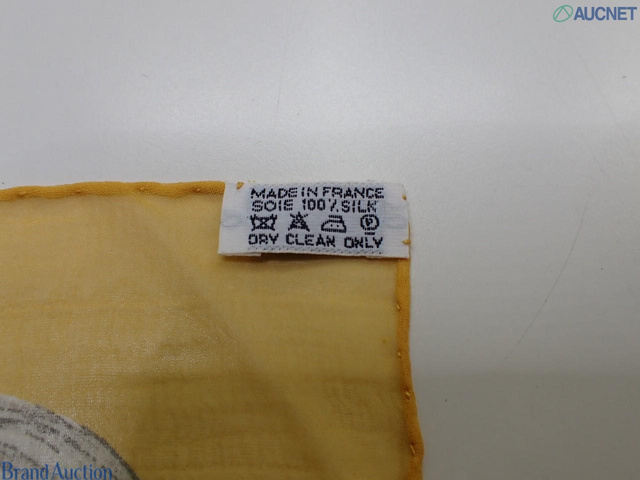 AUCNET
MADE IN FRANCE
SOIE 100% SILK
P
DRY CLEAN ONLY
Brand Auction